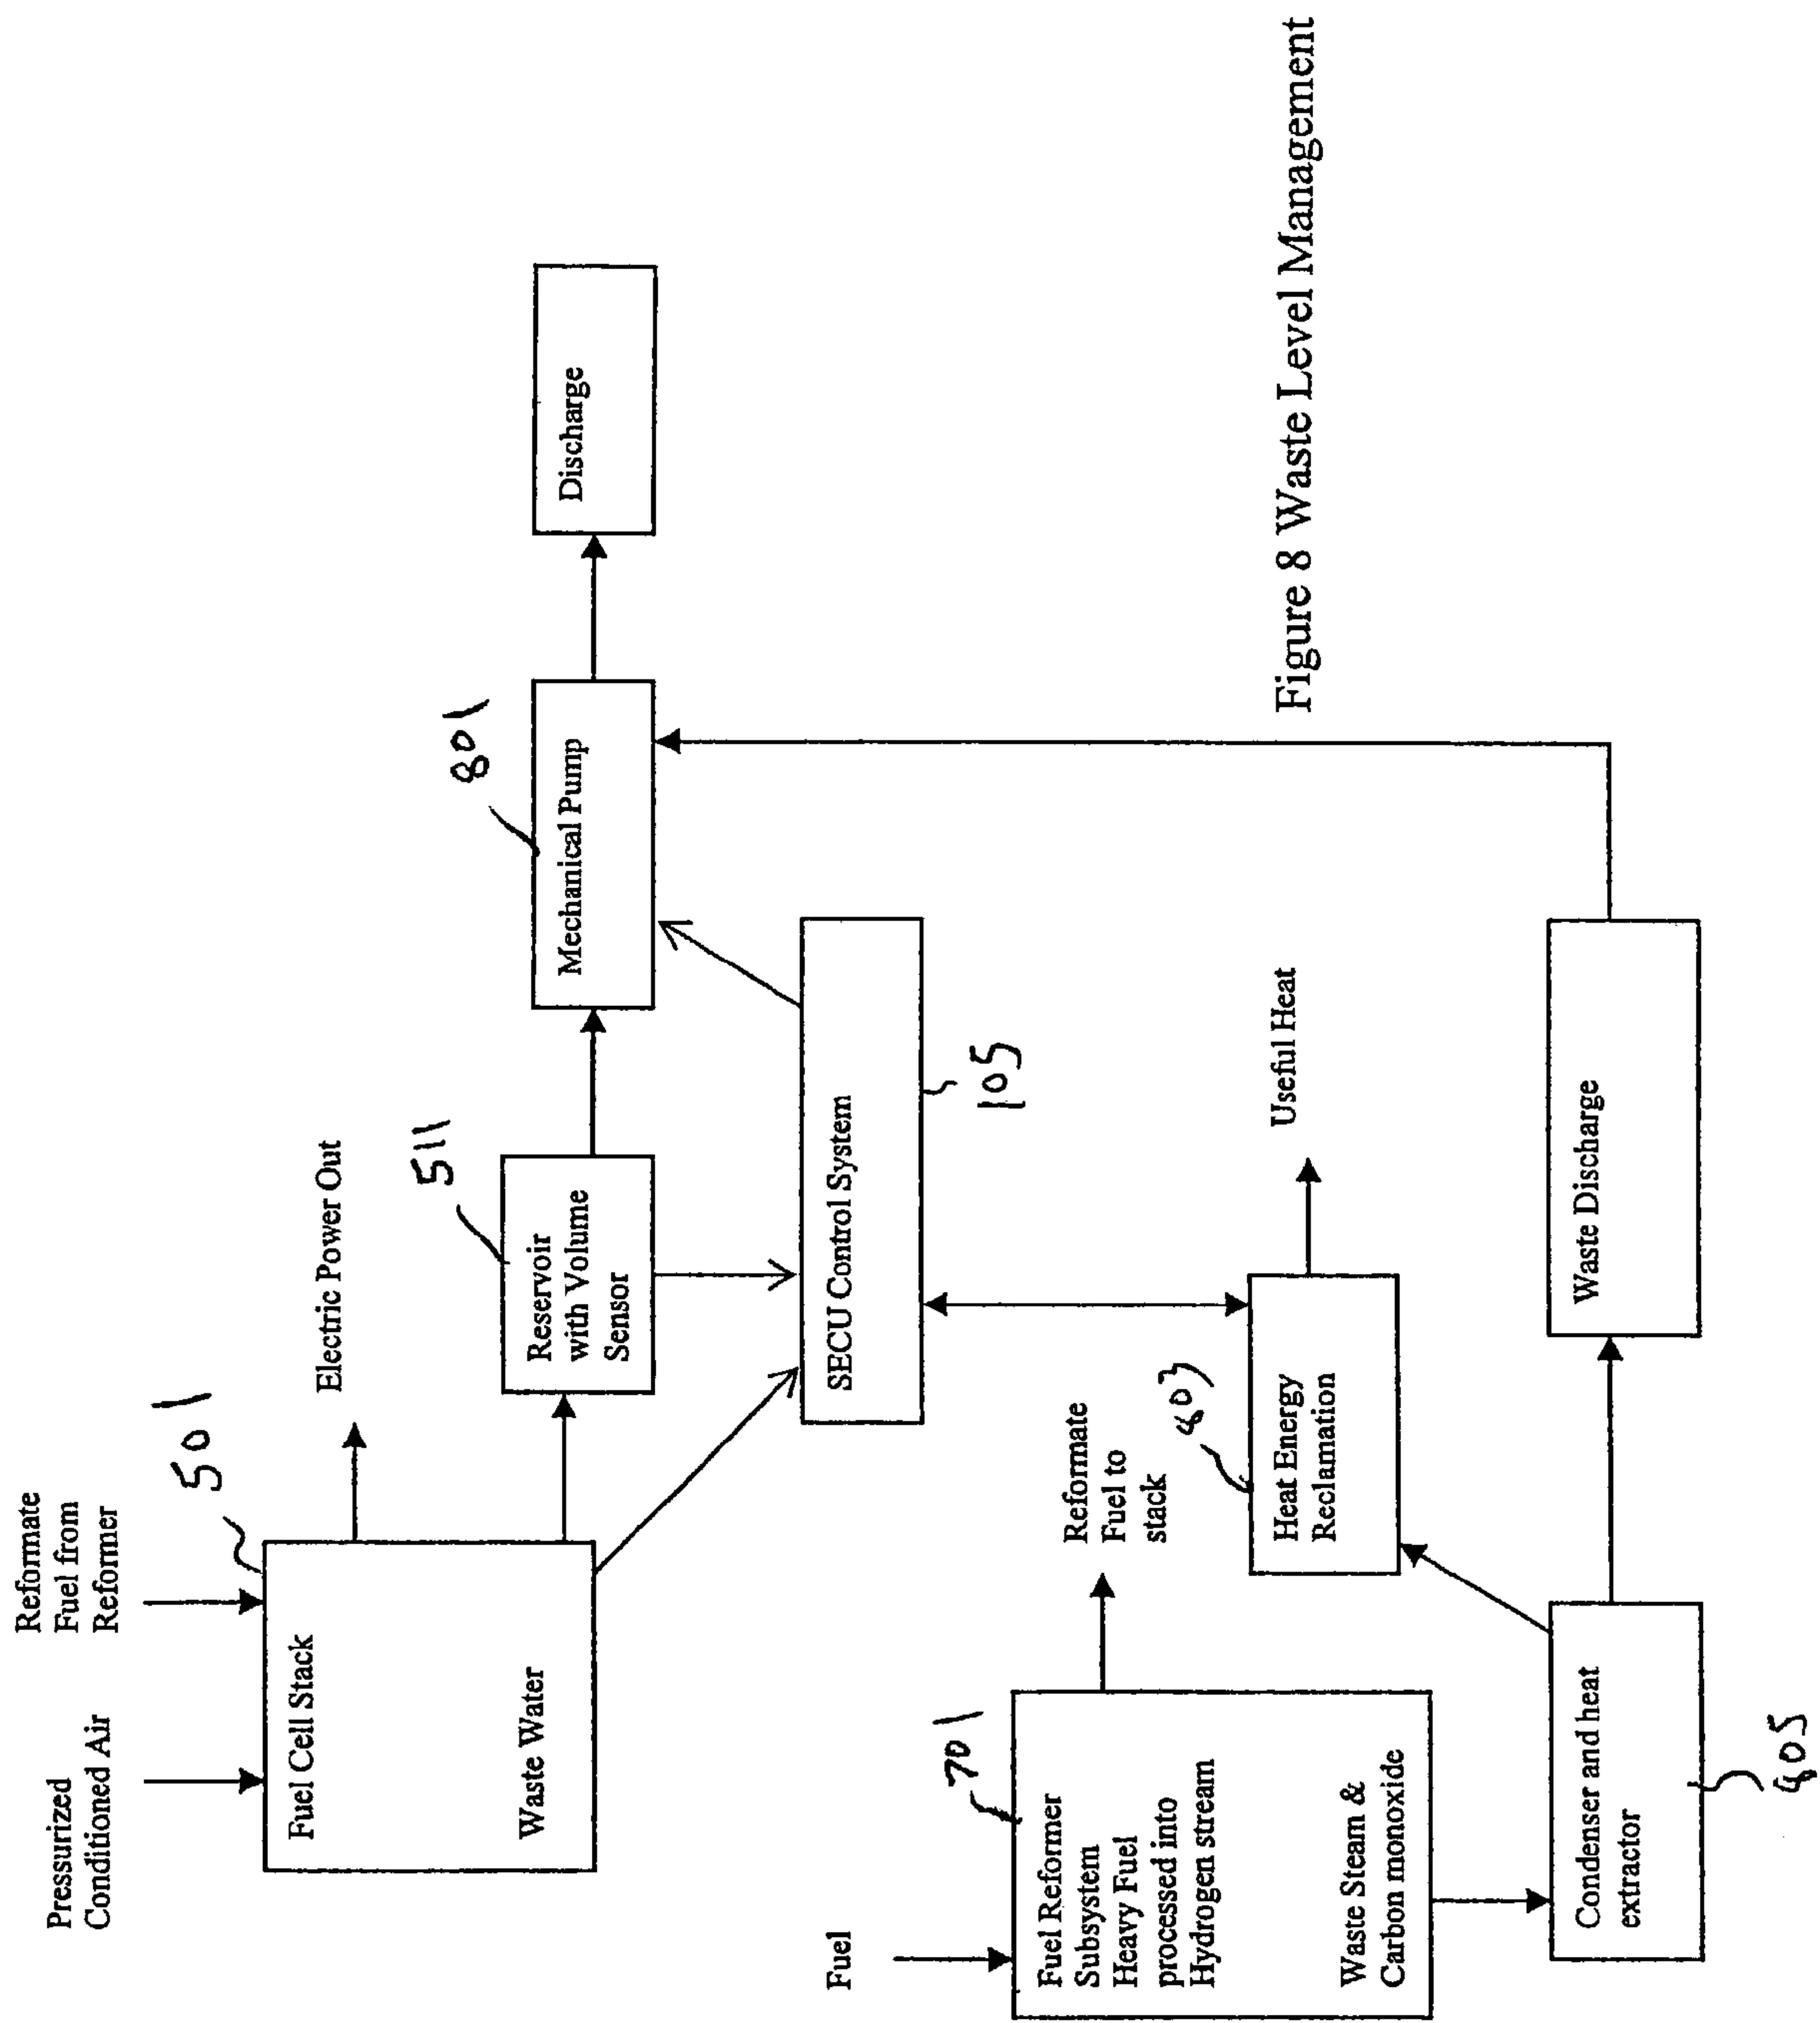 Pressurized
Conditioned Air
Reformate
Fuel from
Reformer
501
Fuel Cell Stack
Waste Water
Electric Power Out
511
Reservoir
with Volume
Sensor
801
Mechanical Pump
Discharge
SECU Control System
105
Fuel
701
Fuel Reformer
Subsystem
Heavy Fuel
processed into
Hydrogen stream
Waste Steam &
Carbon monoxide
Reformate
Fuel to
stack
803
Heat Energy
Reclamation
Useful Heat
Condenser and heat
extractor
805
Waste Discharge
Figure 8 Waste Level Management